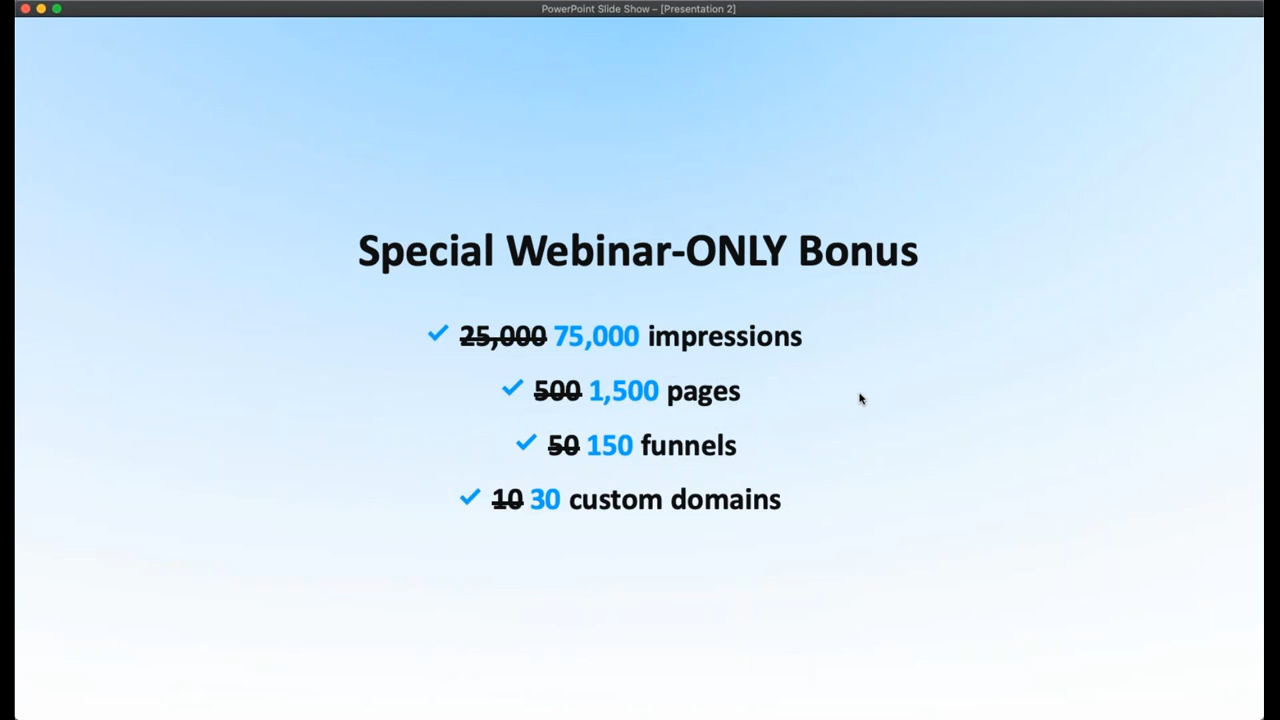 PowerPoint Slide Show – [Presentation 2]
Special Webinar-ONLY Bonus
25,000 75,000 impressions
500 1,500 pages
50 150 funnels
10 30 custom domains